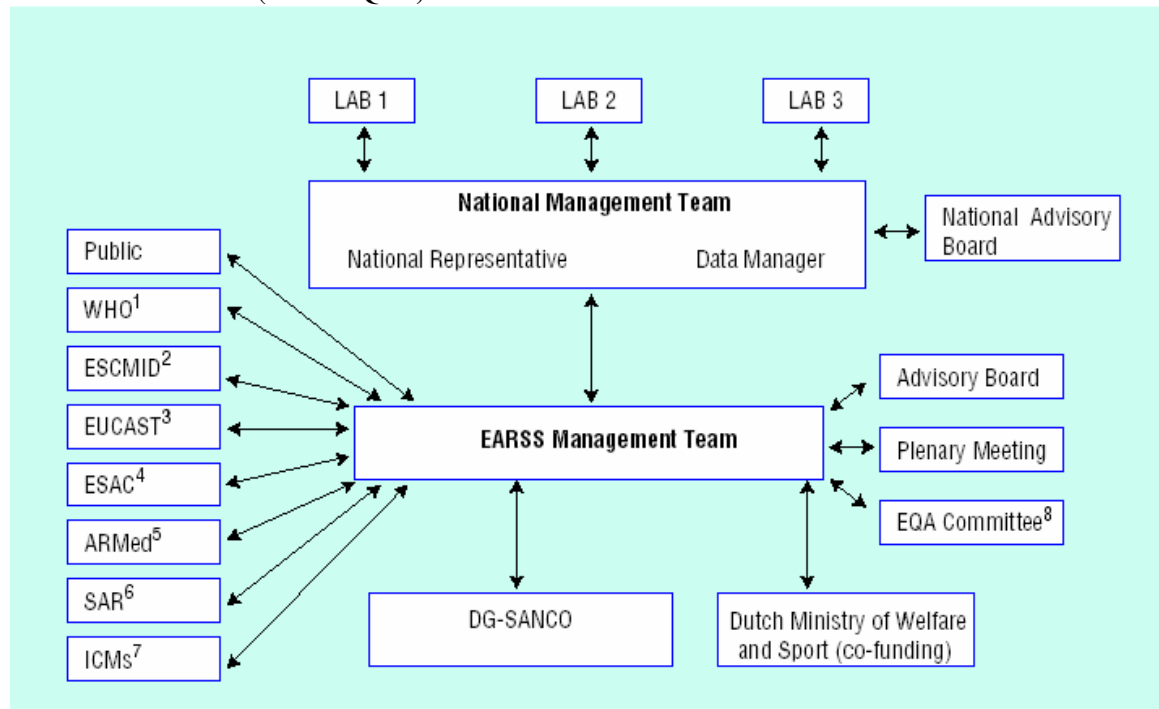 LAB 1
LAB 2
LAB 3
National Management Team
National Representative
Data Manager
National Advisory
Board
Public
WHO1
ESCMID2
EUCAST3
ESAC4
ARMed5
SAR6
ICMs7
EARSS Management Team
Advisory Board
Plenary Meeting
EQA Committee8
DG-SANCO
Dutch Ministry of Welfare
and Sport (co-funding)